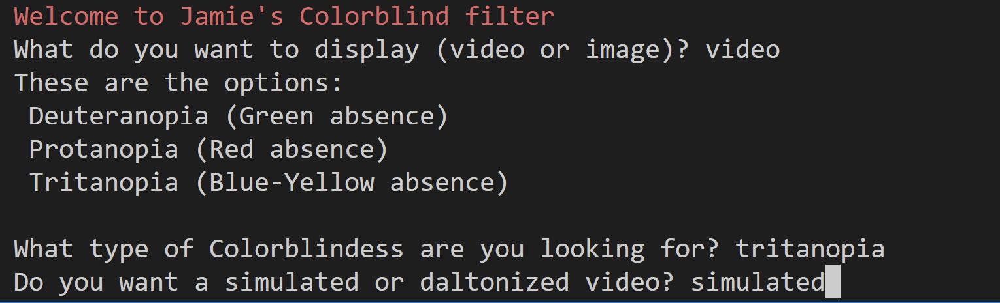 Welcome to Jamie's Colorblind filter
What do you want to display (video or image)? video
These are the options:
Deuteranopia (Green absence)
Protanopia (Red absence)
Tritanopia (Blue-Yellow absence)
What type of Colorblindess are you looking for? tritanopia
Do you want a simulated or daltonized video? simulated